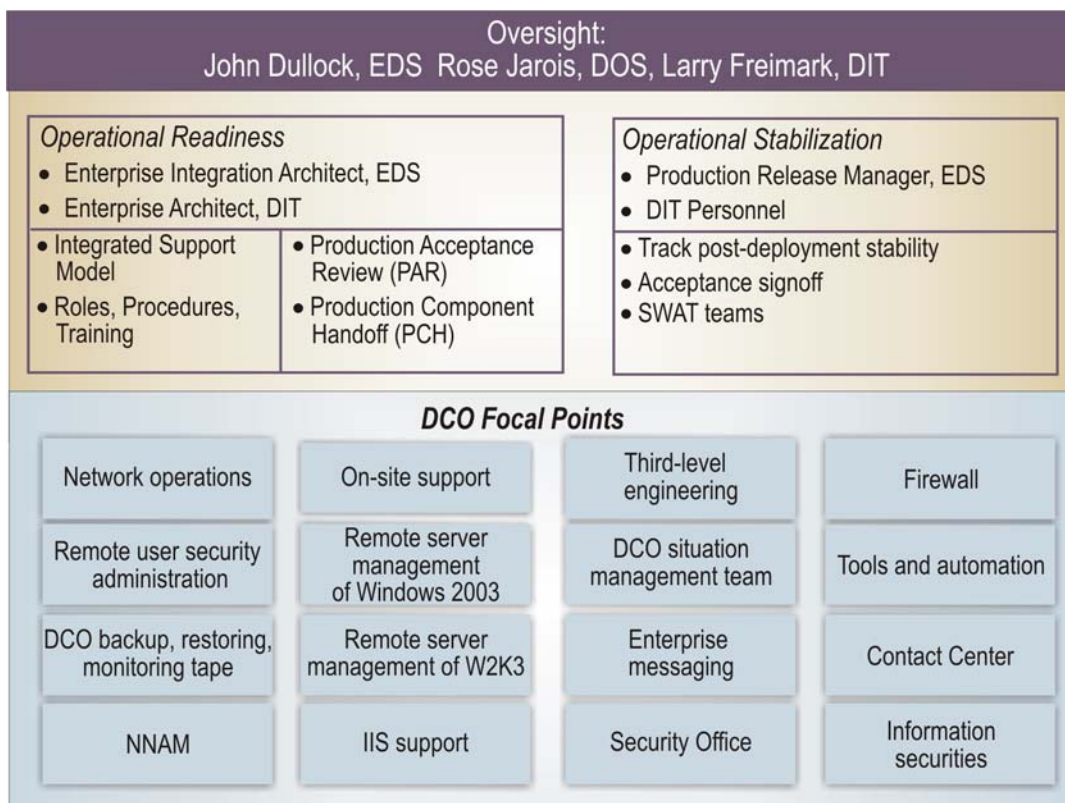 Oversight:
John Dullock, EDS  Rose Jarois, DOS, Larry Freimark, DIT
Operational Readiness
• Enterprise Integration Architect, EDS
• Enterprise Architect, DIT
• Integrated Support
Model
• Roles, Procedures,
Training
• Production Acceptance
Review (PAR)
• Production Component
Handoff (PCH)
Operational Stabilization
• Production Release Manager, EDS
• DIT Personnel
• Track post-deployment stability
• Acceptance signoff
• SWAT teams
DCO Focal Points
Network operations
On-site support
Third-level
engineering
Firewall
Remote user security
administration
Remote server
management
of Windows 2003
DCO situation
management team
Tools and automation
DCO backup, restoring,
monitoring tape
Remote server
management of W2K3
Enterprise
messaging
Contact Center
NNAM
IIS support
Security Office
Information
securities